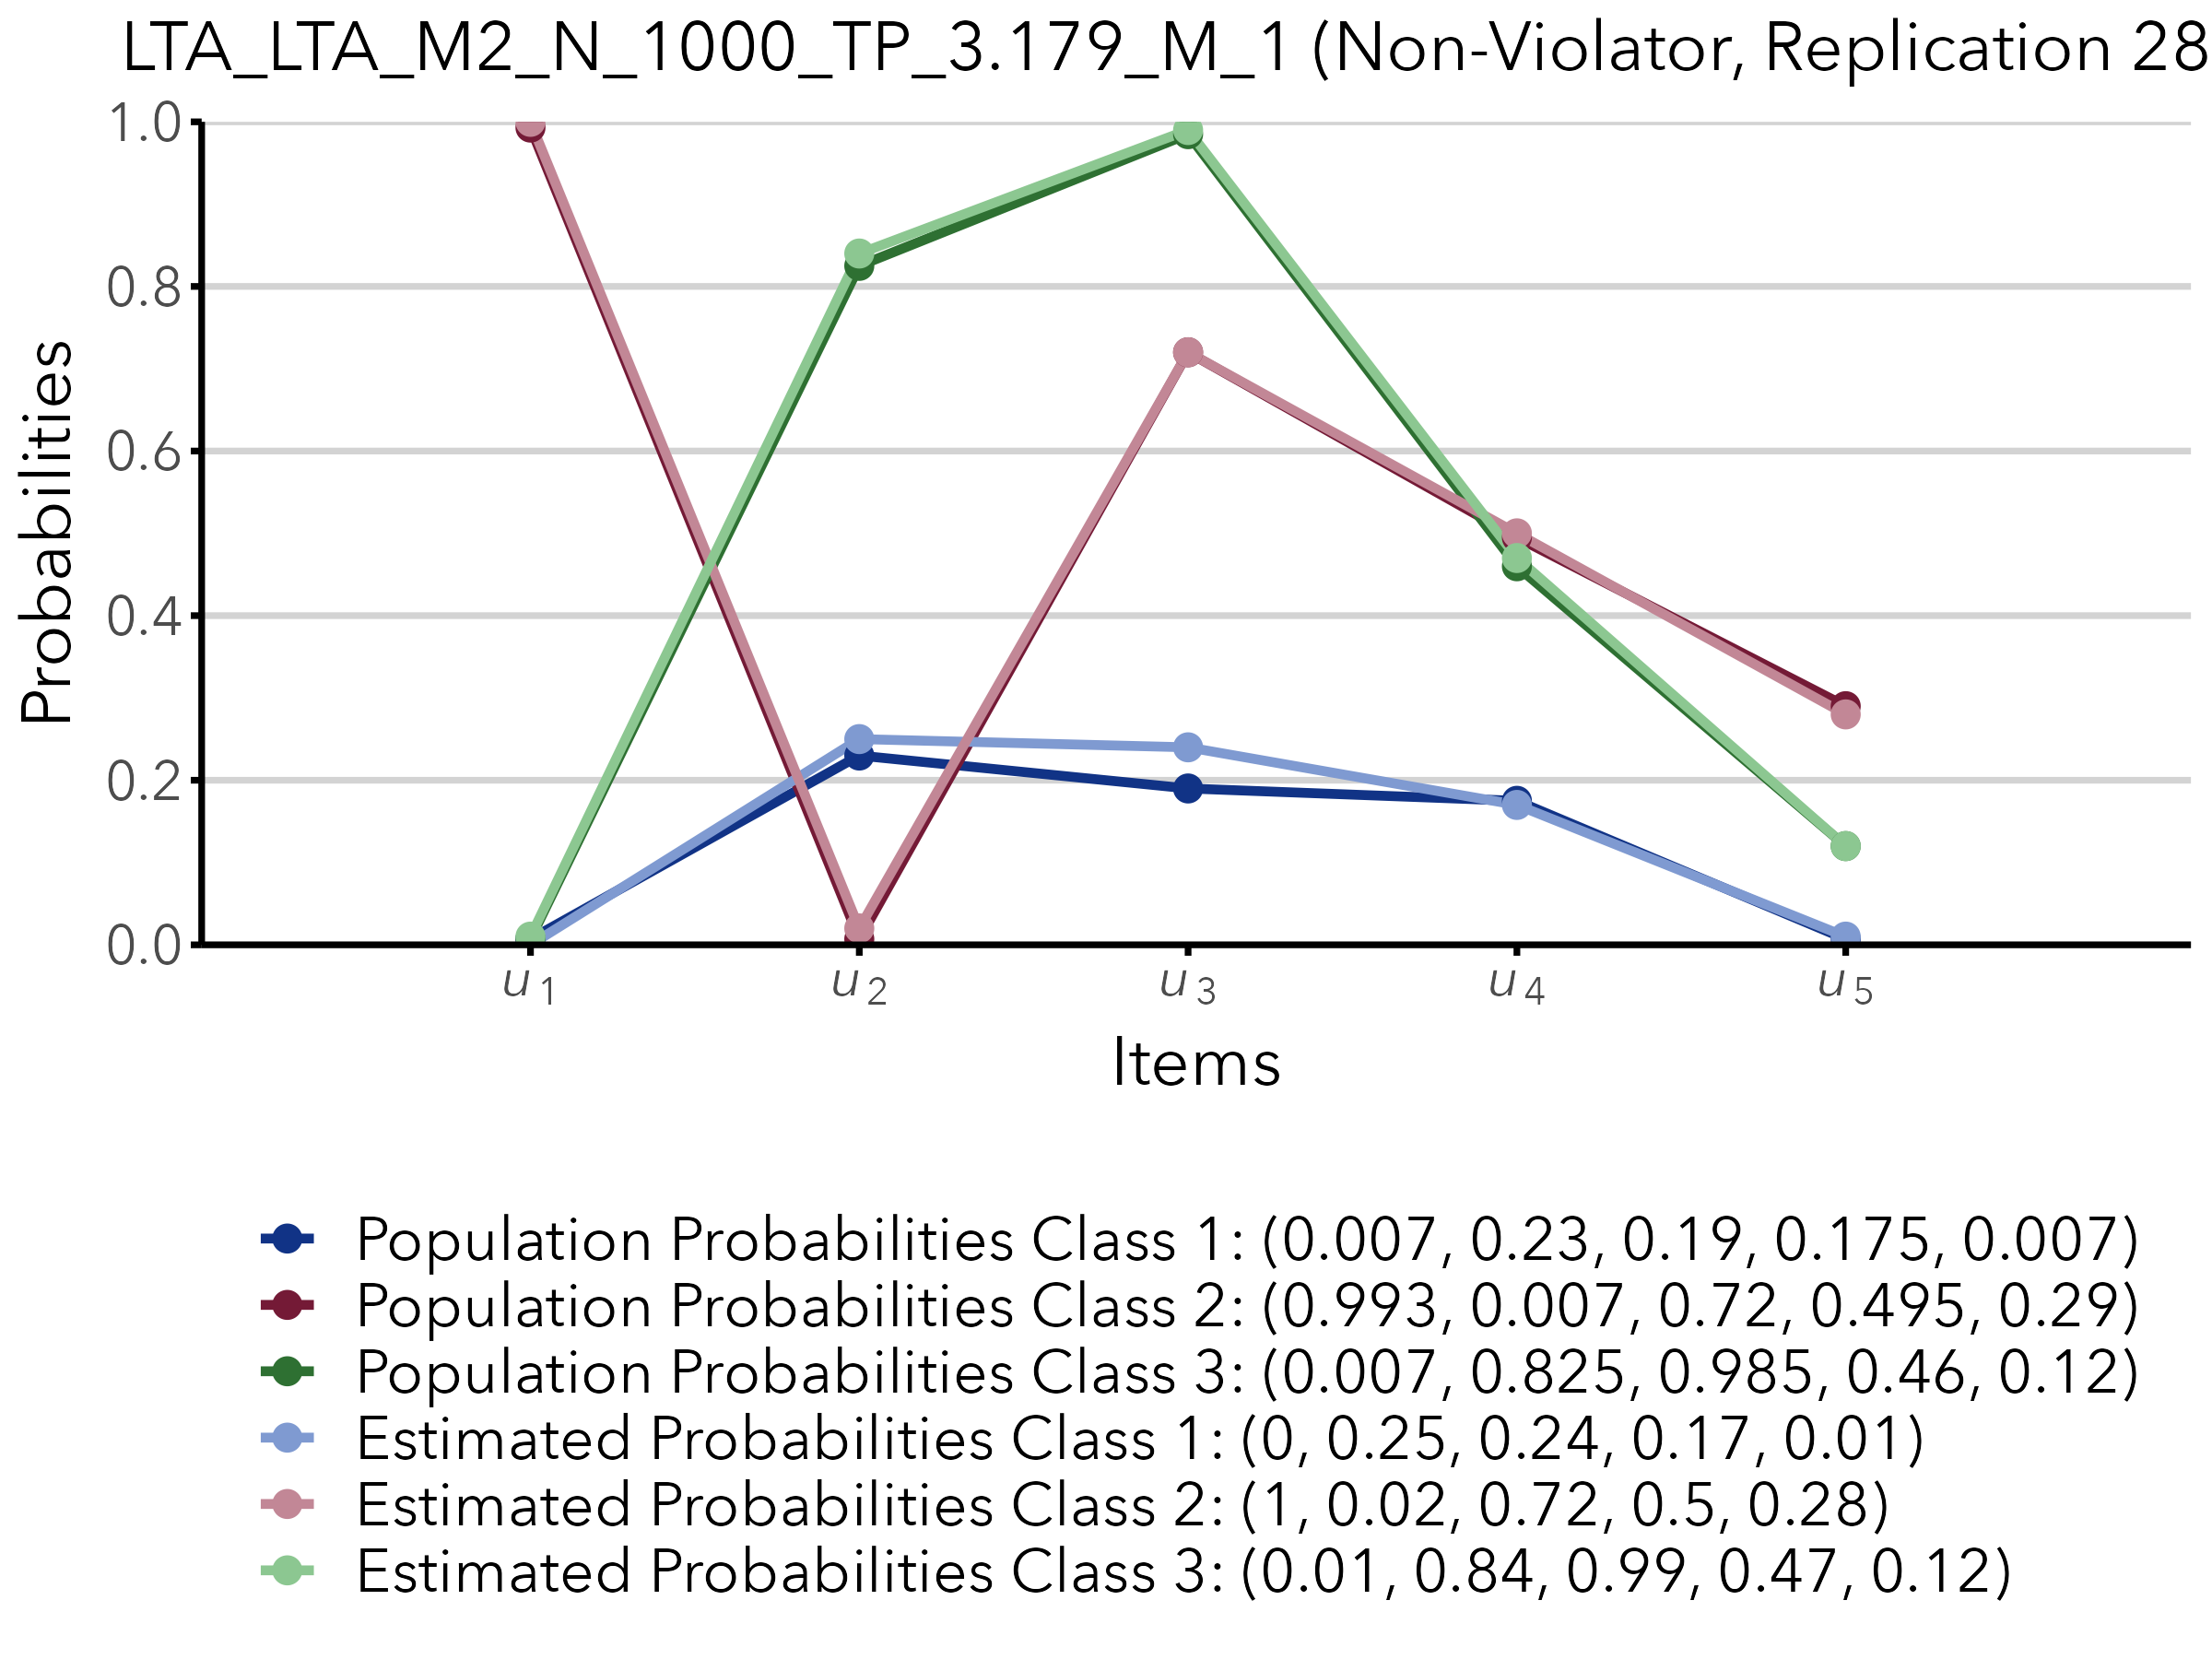 LTA_LTA_M2_N_1000_TP_3.179_M_1 (Non-Violator, Replication 28
1.0
0.8
0.6
0.4
0.2
0.0
Probabilities
u1 u2 u3 u4 u5
Items
Population Probabilities Class 1: (0.007, 0.23, 0.19, 0.175, 0.007)
Population Probabilities Class 2: (0.993, 0.007, 0.72, 0.495, 0.29)
Population Probabilities Class 3: (0.007, 0.825, 0.985, 0.46, 0.12)
Estimated Probabilities Class 1: (0, 0.25, 0.24, 0.17, 0.01)
Estimated Probabilities Class 2: (1, 0.02, 0.72, 0.5, 0.28)
Estimated Probabilities Class 3: (0.01, 0.84, 0.99, 0.47, 0.12)